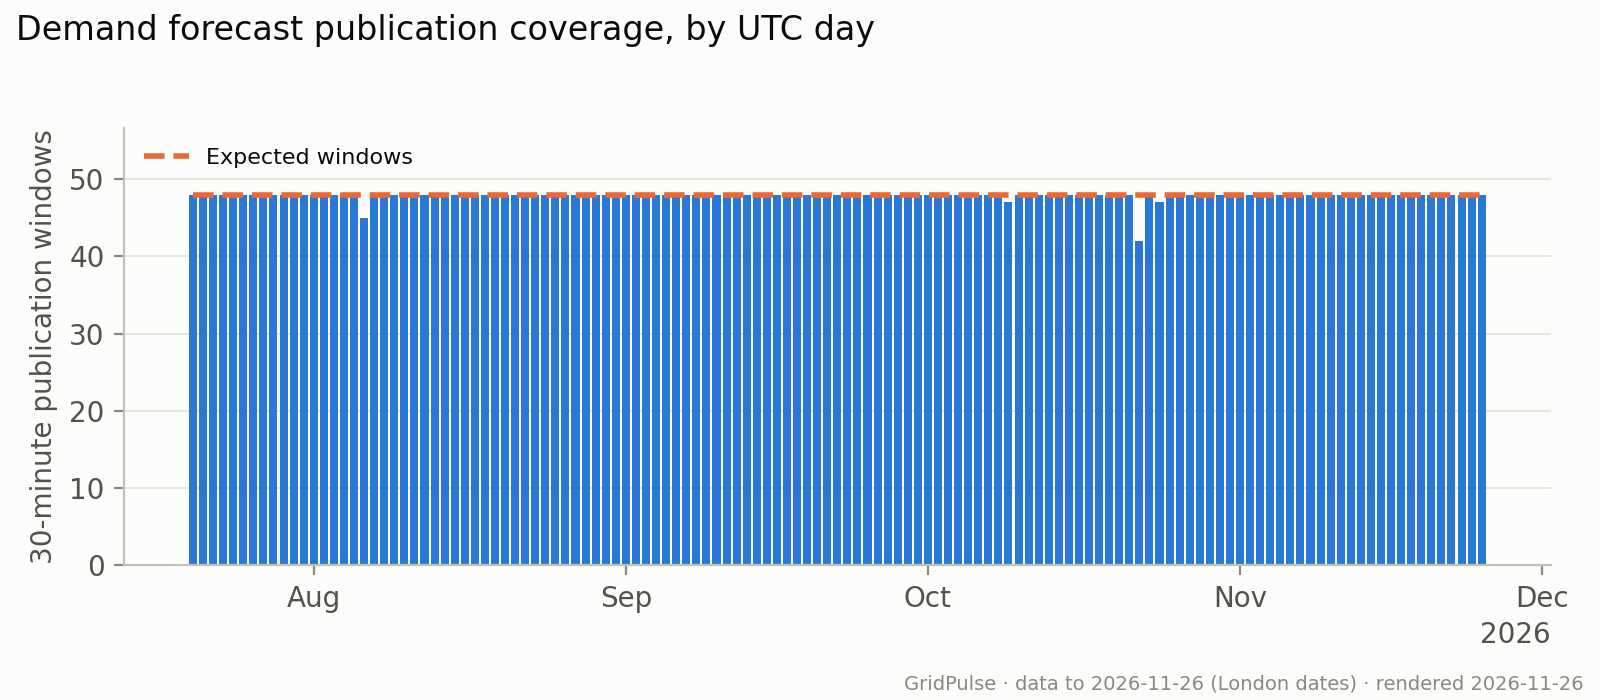 Demand forecast publication coverage, by UTC day
30-minute publication windows
Expected windows
50
40
30
20
10
0
Aug
Sep
Oct
Nov
Dec
2026
GridPulse · data to 2026-11-26 (London dates) · rendered 2026-11-26